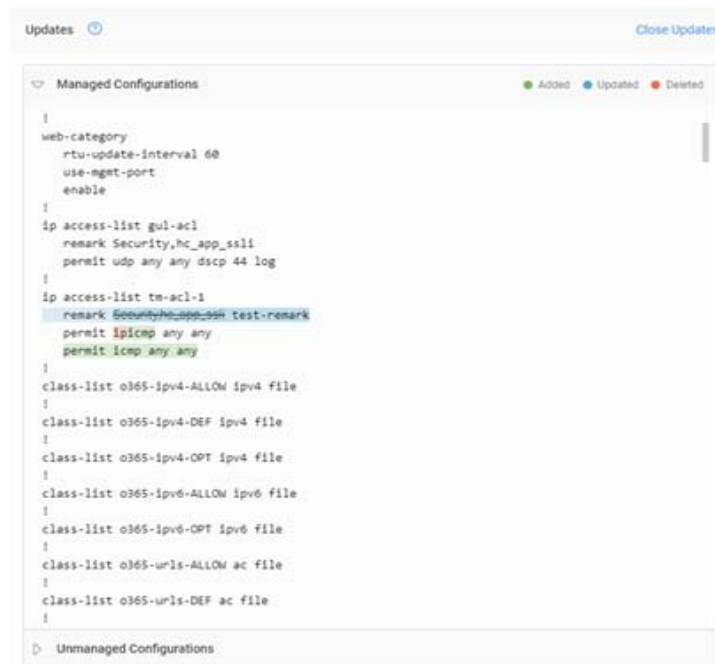 Updates
Close Updates
Managed Configurations
Added Updated Deleted
!
web-category
rtu-update-interval 60
use-mgmt-port
enable
!
ip access-list gul-acl
remark Security,hc_app_ssli
permit udp any any dscp 44 log
!
ip access-list tm-acl-1
remark Security,hc_app_ssli test-remark
permit ipicmp any any
permit icmp any any
!
class-list o365-ipv4-ALLOW ipv4 file
!
class-list o365-ipv4-DEF ipv4 file
!
class-list o365-ipv4-OPT ipv4 file
!
class-list o365-ipv6-ALLOW ipv6 file
!
class-list o365-ipv6-OPT ipv6 file
!
class-list o365-urls-ALLOW ac file
!
class-list o365-urls-DEF ac file
!
Unmanaged Configurations